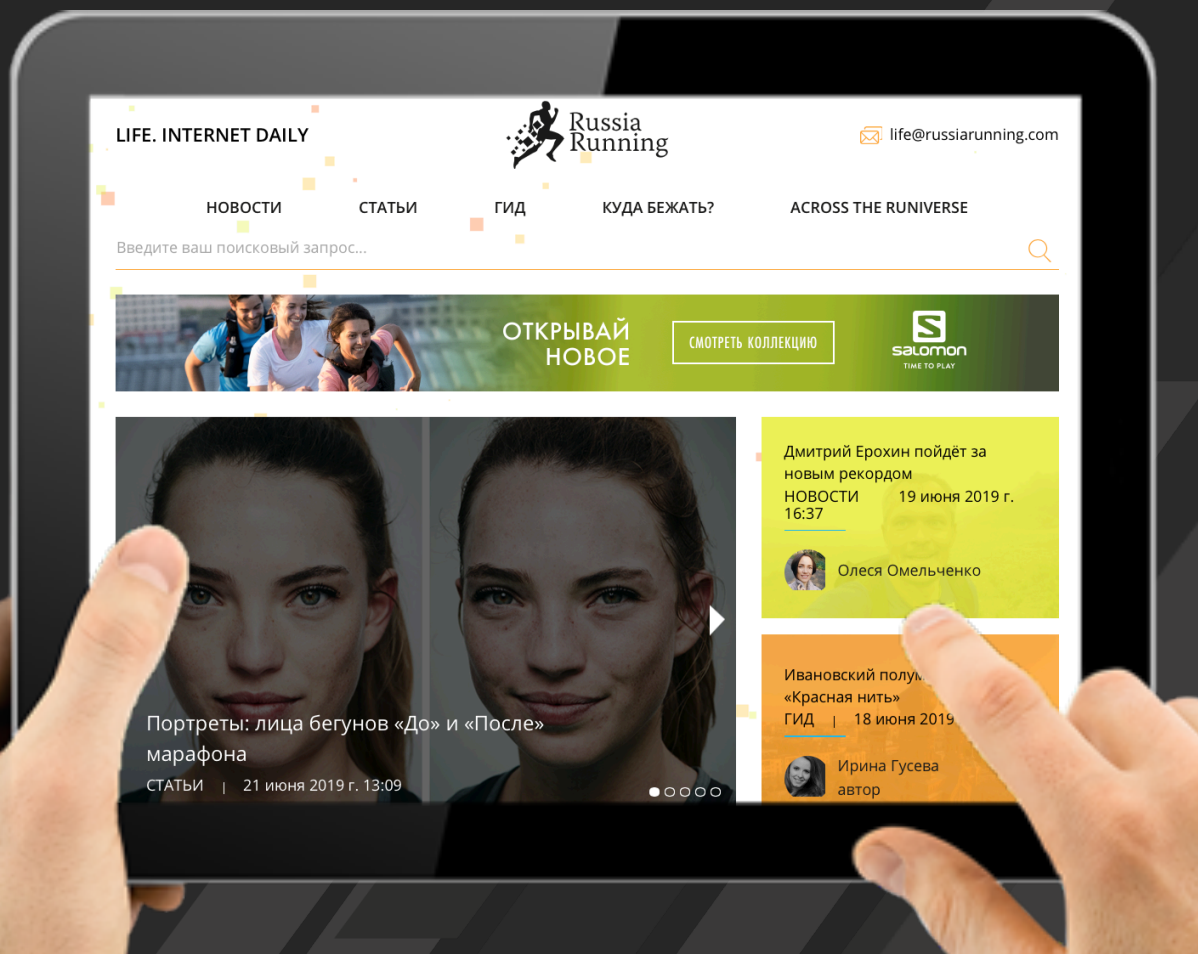 LIFE. INTERNET DAILY
Russia
Running
life@russiarunning.com
НОВОСТИ СТАТЬИ ГИД КУДА БЕЖАТЬ? ACROSS THE RUNIVERSE
Введите ваш поисковый запрос...
ОТКРЫВАЙ
НОВОЕ
СМОТРЕТЬ КОЛЛЕКЦИЮ
S
salomon
TIME TO PLAY
Портреты: лица бегунов «До» и «После»
марафона
СТАТЬИ | 21 июня 2019 г. 13:09
Дмитрий Ерохин пойдёт за
новым рекордом
НОВОСТИ 19 июня 2019 г.
16:37
Олеся Омельченко
Ивановский
«Красная нить»
ГИД | 18 июня 2019
Ирина Гусева
автор